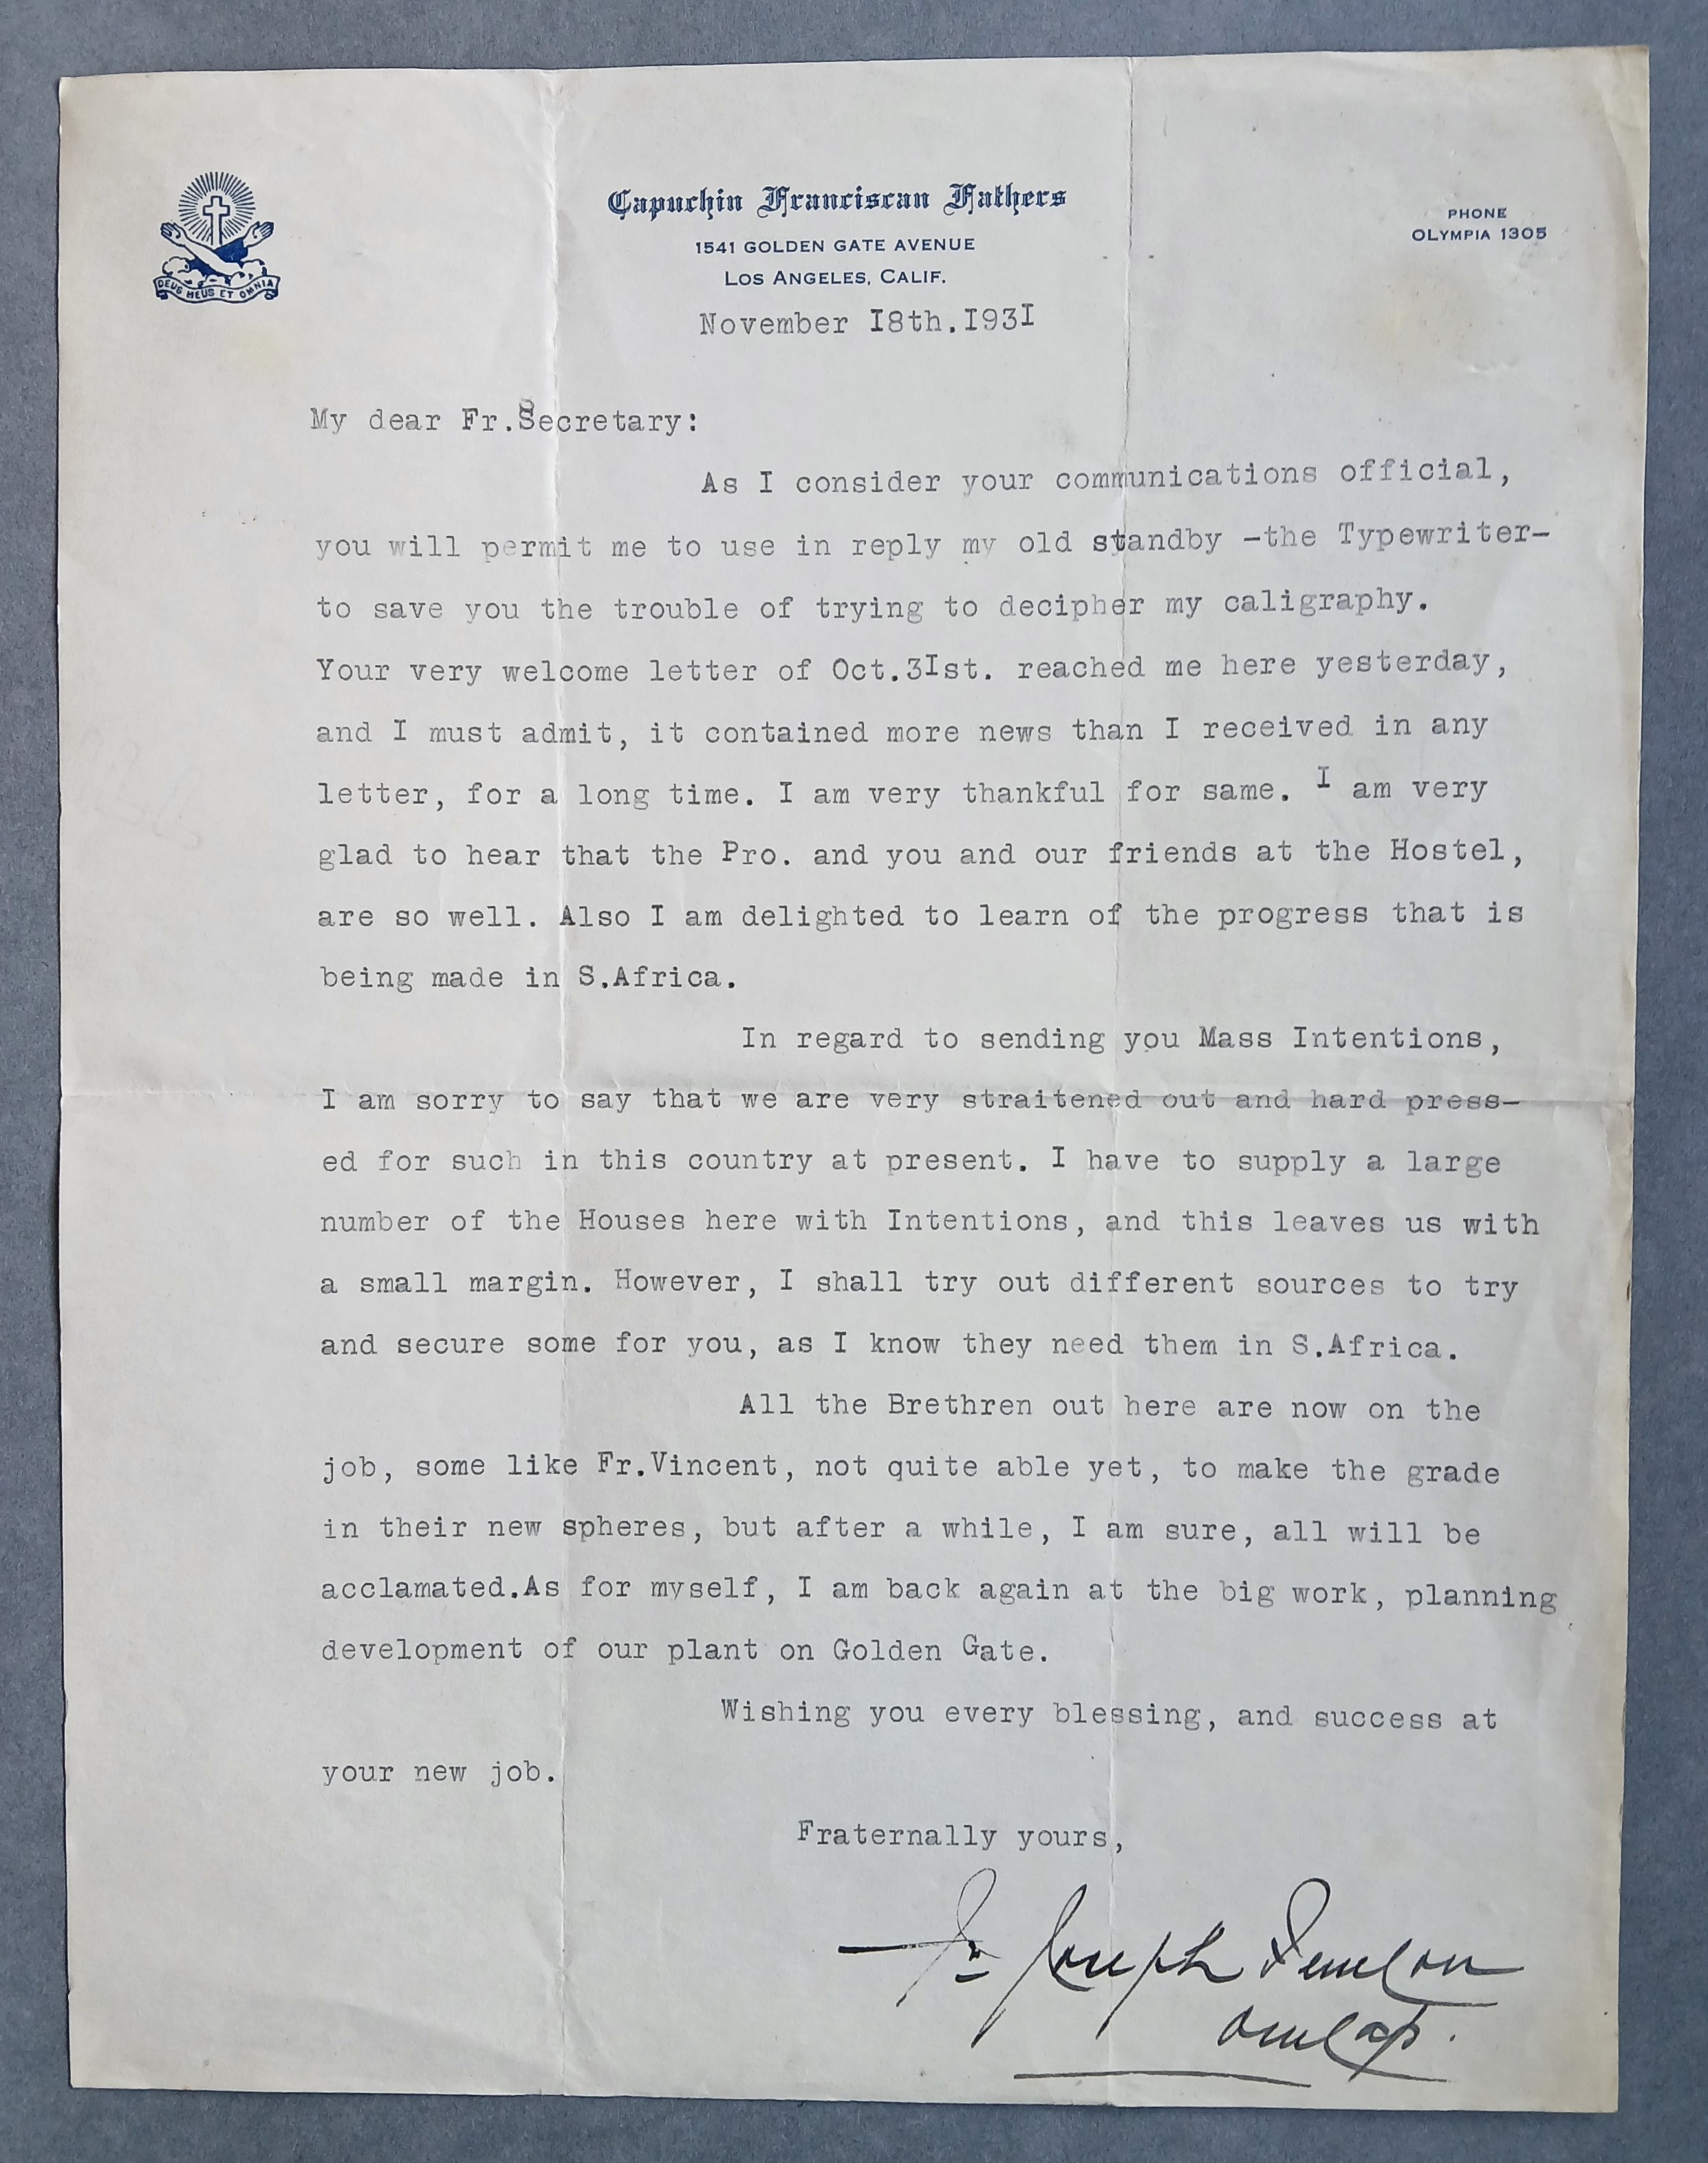 DEUS MEUS ET OMNIA
Capuchin Franciscan Fathers
1541 GOLDEN GATE AVENUE
LOS ANGELES, CALIF.
PHONE
OLYMPIA 1305
November I8th.I93I
My dear Fr.Secretary:
As I consider your communications official,
you will permit me to use in reply my old standby -the Typewriter-
to save you the trouble of trying to decipher my caligraphy.
Your very welcome letter of Oct.3Ist. reached me here yesterday,
and I must admit, it contained more news than I received in any
letter, for a long time. I am very thankful for same. I am very
glad to hear that the Pro. and you and our friends at the Hostel,
are so well. Also I am delighted to learn of the progress that is
being made in S.Africa.
In regard to sending you Mass Intentions,
I am sorry to say that we are very straitened out and hard press-
ed for such in this country at present. I have to supply a large
number of the Houses here with Intentions, and this leaves us with
a small margin. However, I shall try out different sources to try
and secure some for you, as I know they need them in S.Africa.
All the Brethren out here are now on the
job, some like Fr.Vincent, not quite able yet, to make the grade
in their new spheres, but after a while, I am sure, all will be
acclamated.As for myself, I am back again at the big work, planning
development of our plant on Golden Gate.
Wishing you every blessing, and success at
your new job.
Fraternally yours,
Fr Joseph Fenelon